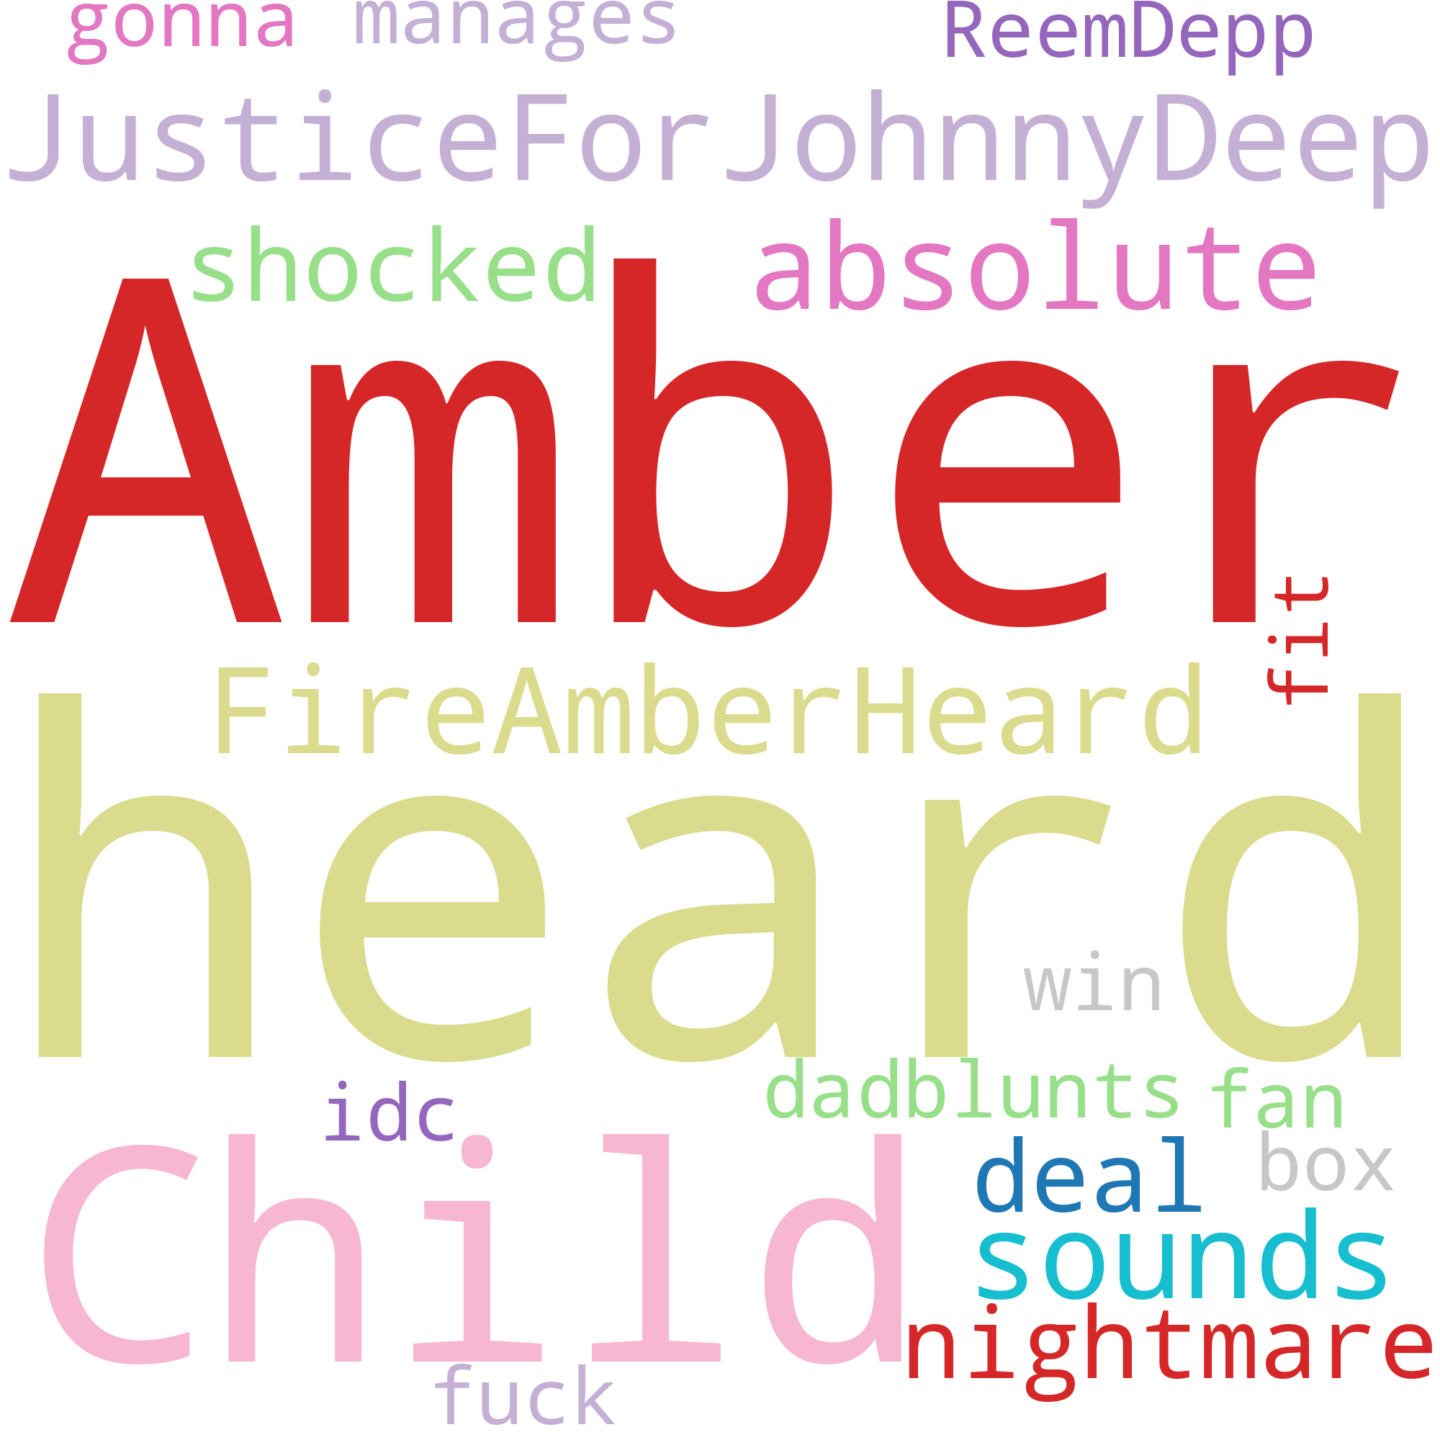 gonna manages ReemDepp
JusticeForJohnnyDeep
shocked absolute
Amber
fit
FireAmberHeard
heard
win
dadblunts fan
idc
Child
deal box
sounds
nightmare
fuck